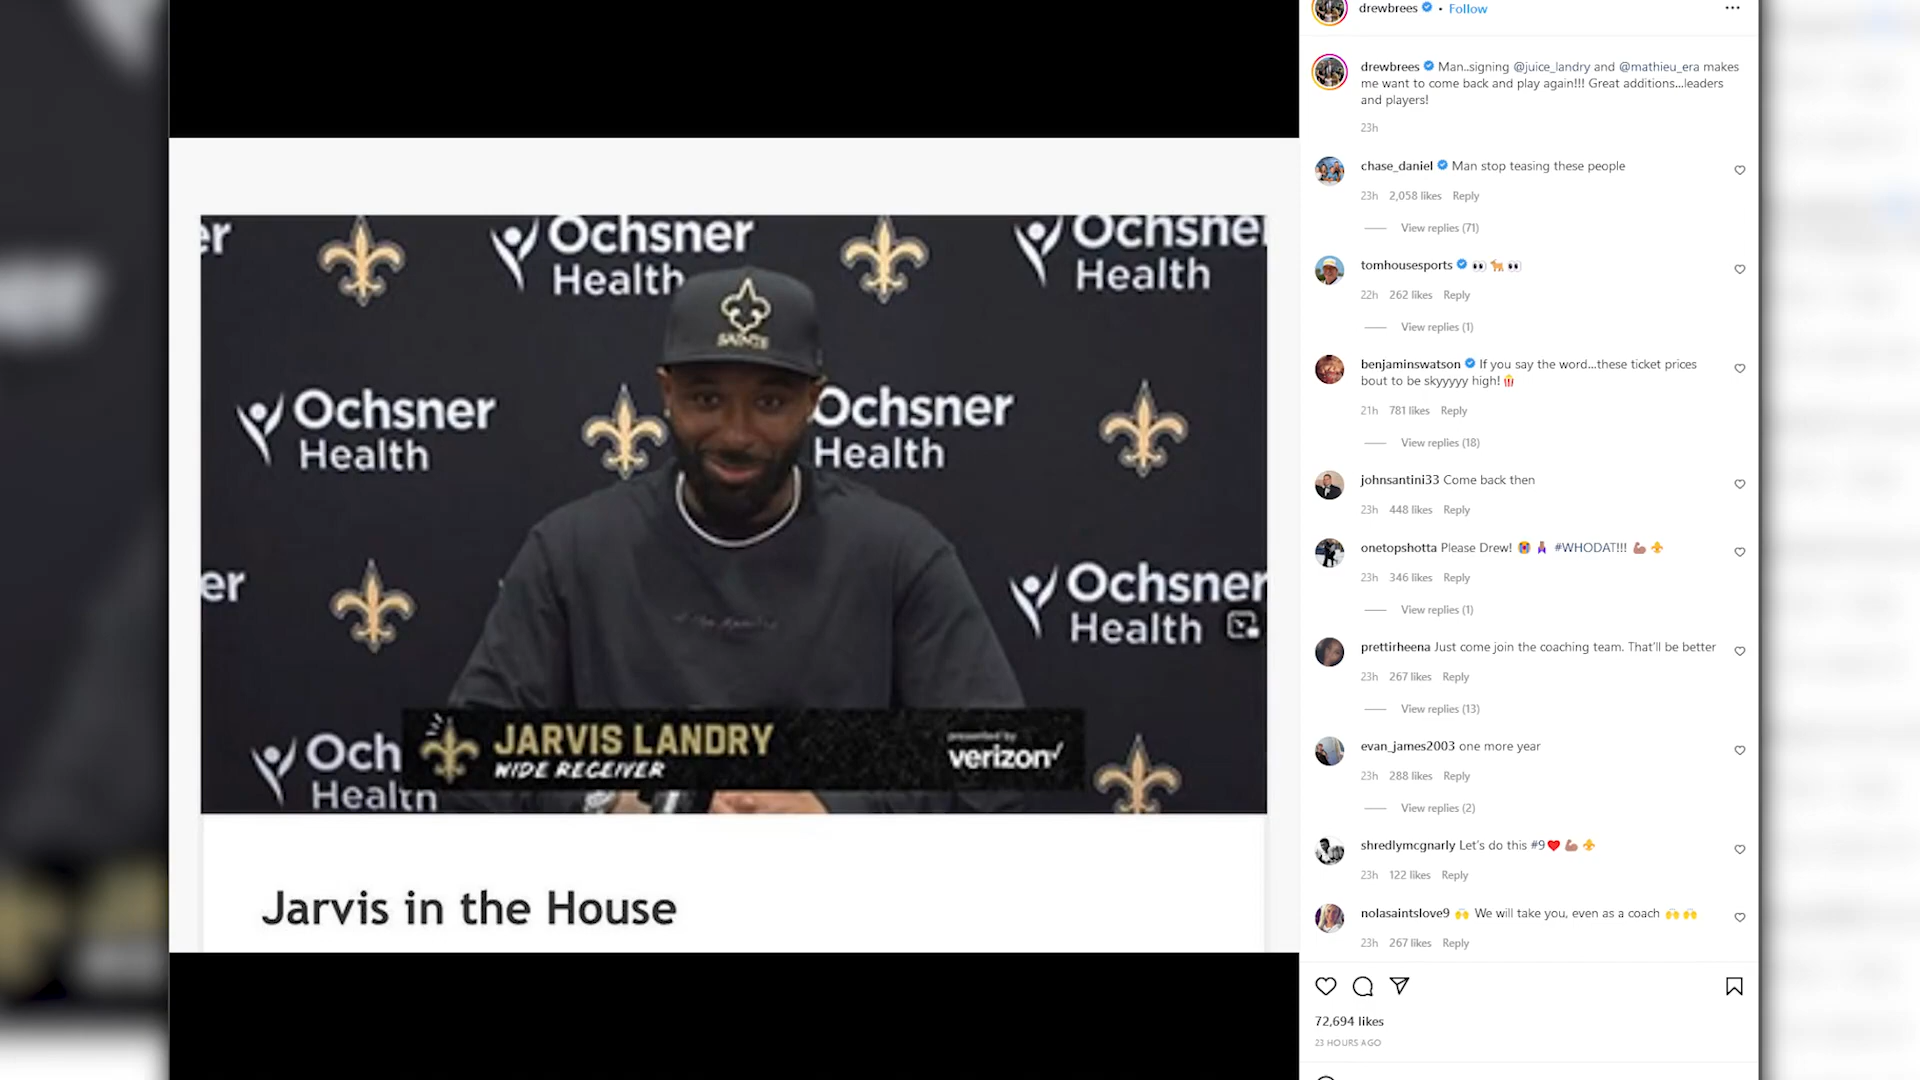 drewbrees • Follow
drewbrees Man..signing @juice_landry and @mathieu_era makes
me want to come back and play again!!! Great additions...leaders
and players!
23h
chase_daniel Man stop teasing these people
23h 2,058 likes Reply
View replies (71)
tomhousesports 👀 🐐 👀
22h 262 likes Reply
View replies (1)
benjaminswatson If you say the word...these ticket prices
bout to be skyyyyy high!🍿
21h 781 likes Reply
View replies (18)
johnsantini33 Come back then
23h 448 likes Reply
onetopshotta Please Drew! #WHODAT!!! 💪🏽 ⚜️
23h 346 likes Reply
View replies (1)
prettirheena Just come join the coaching team. That'll be better
23h 267 likes Reply
View replies (13)
evan_james2003 one more year
23h 288 likes Reply
View replies (2)
shredlymcgnarly Let's do this #9❤️ 💪🏽 ⚜️
23h 122 likes Reply
nolasaintslove9 🙌 We will take you, even as a coach 🙌🙌
23h 267 likes Reply
72,694 likes
23 HOURS AGO
er
Ochsner
Health
Ochsner
Health
SAINTS
Ochsner
Health
Ochsner
Health
er
Ochsner
Health
Och
Health
JARVIS LANDRY
WIDE RECEIVER
presented by
verizon
Jarvis in the House